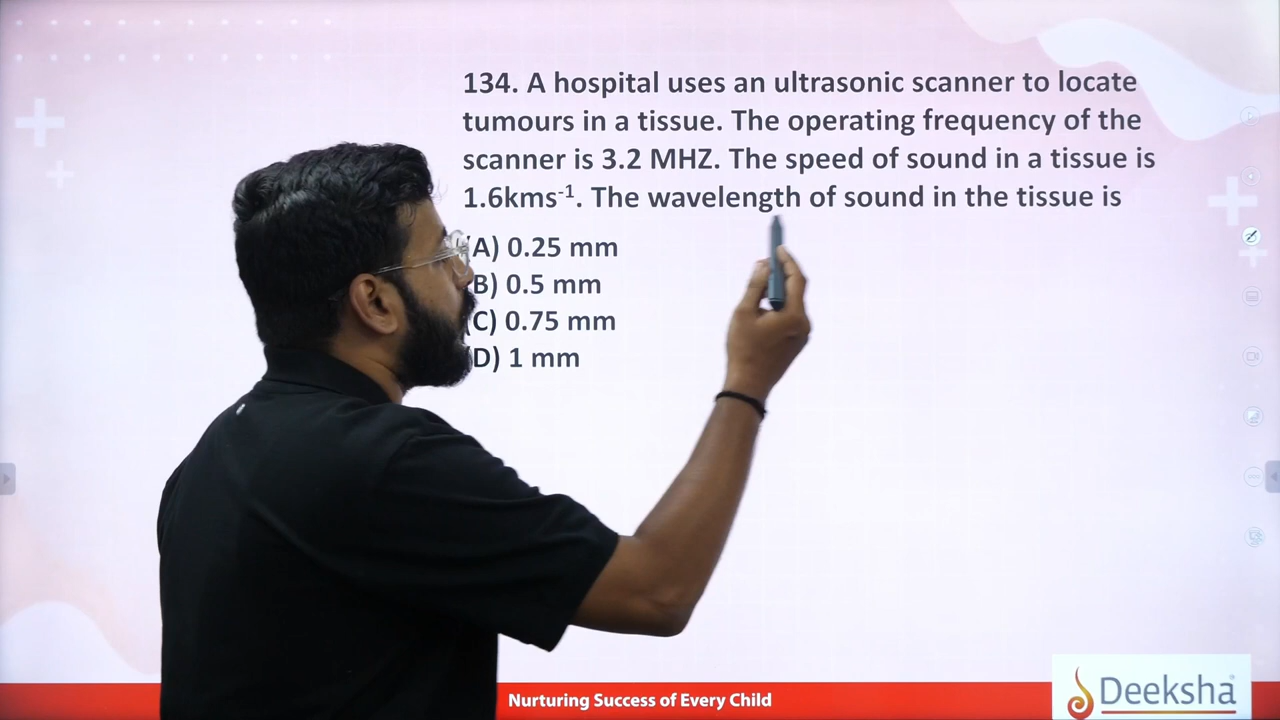 134. A hospital uses an ultrasonic scanner to locate
tumours in a tissue. The operating frequency of the
scanner is 3.2 MHZ. The speed of sound in a tissue is
1.6kms⁻¹. The wavelength of sound in the tissue is
(A) 0.25 mm
B) 0.5 mm
(C) 0.75 mm
D) 1 mm
Nurturing Success of Every Child
Deeksha